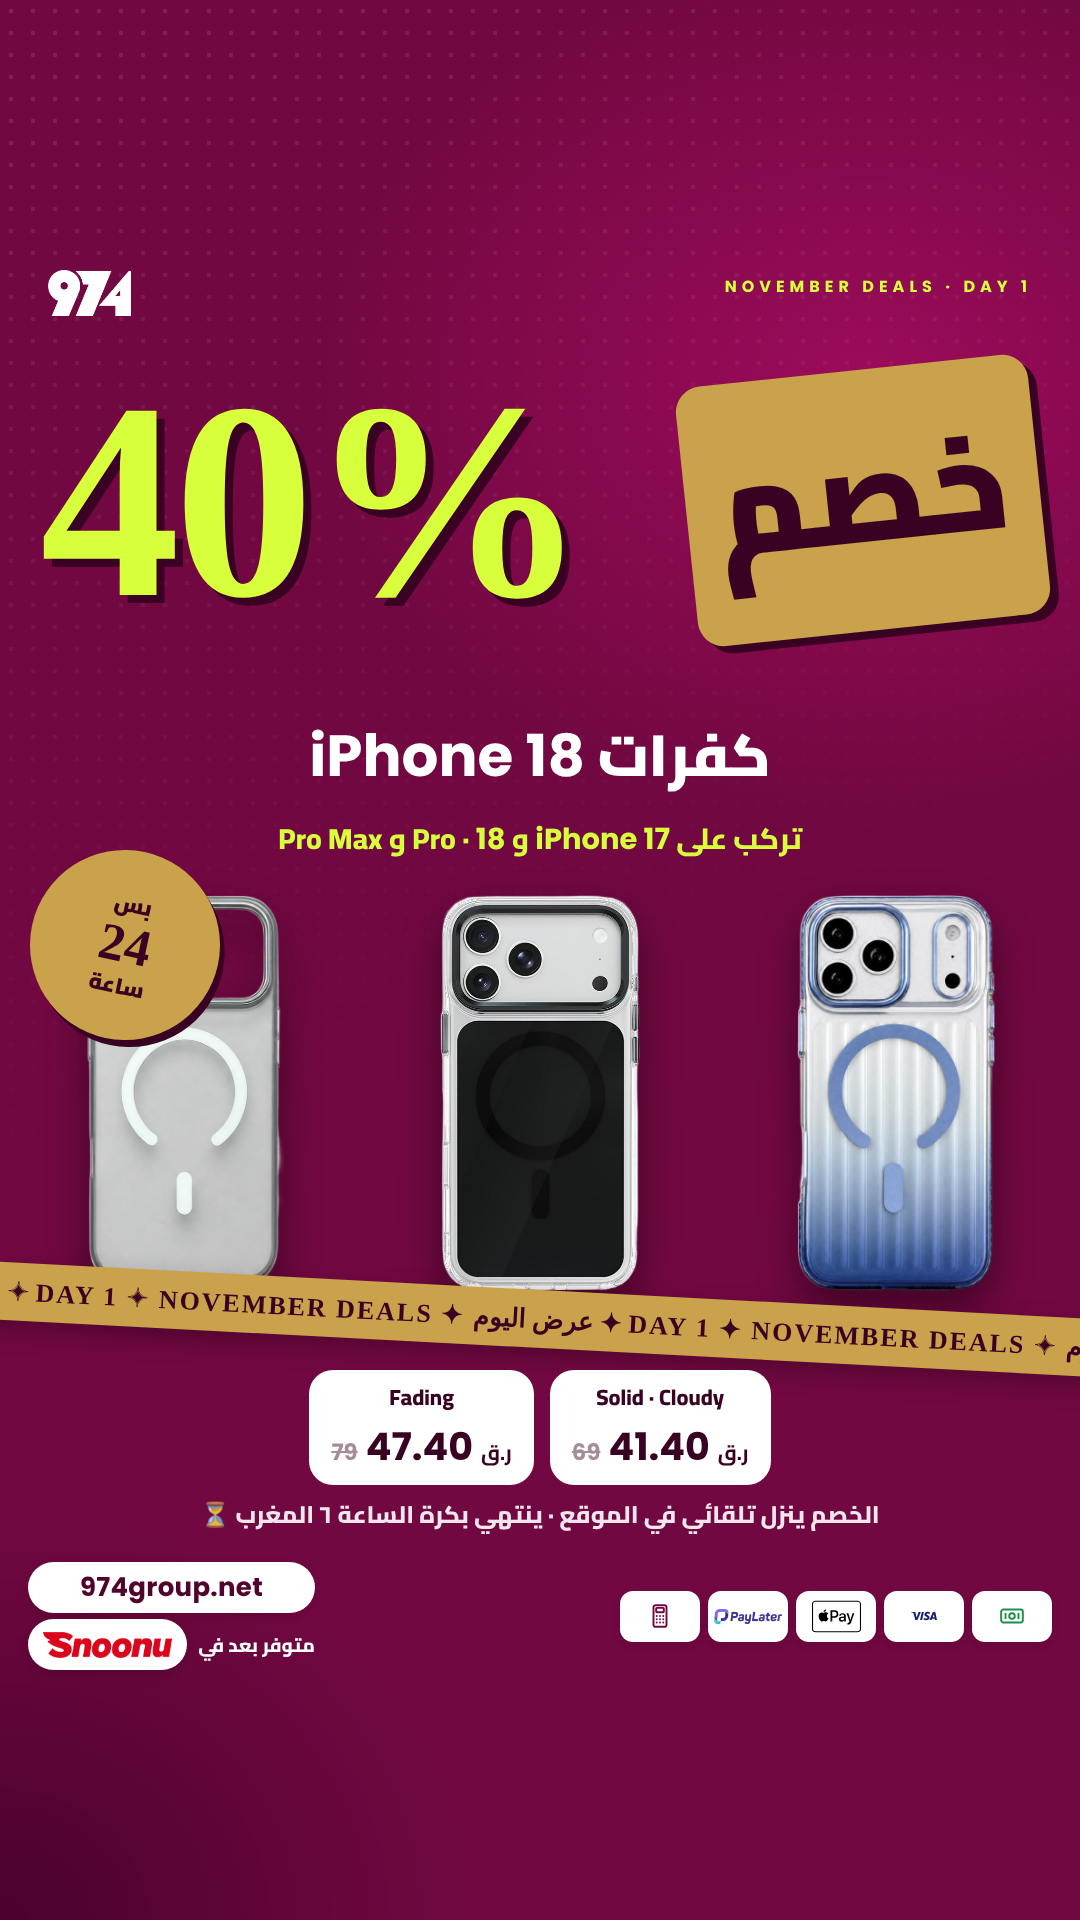 974
NOVEMBER DEALS · DAY 1
40%
خصم
كفرات iPhone 18
تركب على iPhone 17 و 18 · Pro و Pro Max
بس
24
ساعة
✦ DAY 1 ✦ NOVEMBER DEALS ✦ عرض اليوم ✦ DAY 1 ✦ NOVEMBER DEALS ✦ م
Fading
79 47.40 ر.ق
Solid · Cloudy
69 41.40 ر.ق
الخصم ينزل تلقائي في الموقع · ينتهي بكرة الساعة ٦ المغرب ⏳
974group.net
متوفر بعد في Snoonu
PayLater
Pay
VISA